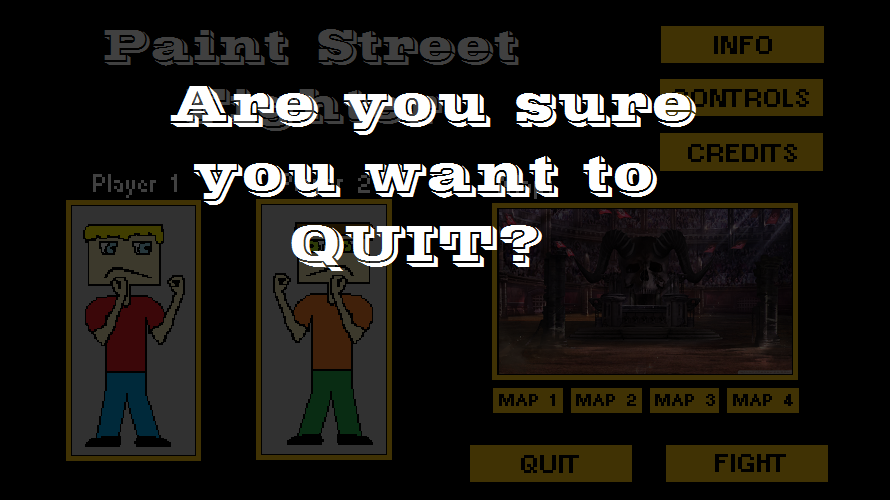 Paint Street
INFO
Fighter
Are you sure
CONTROLS
you want to
CREDITS
Player 1
QUIT?
MAP 1
MAP 2
MAP 3
MAP 4
QUIT
FIGHT